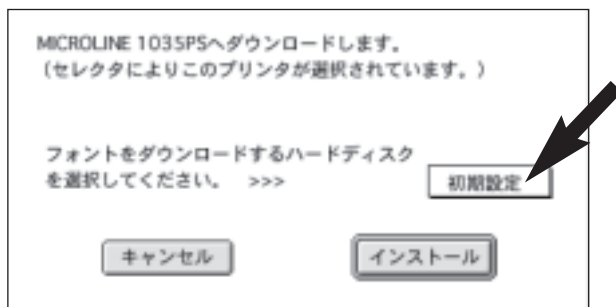 MICROLINE 1035PSへダウンロードします。
（セレクタによりこのプリンタが選択されています。）
フォントをダウンロードするハードディスク
を選択してください。 >>> 初期設定
キャンセル インストール